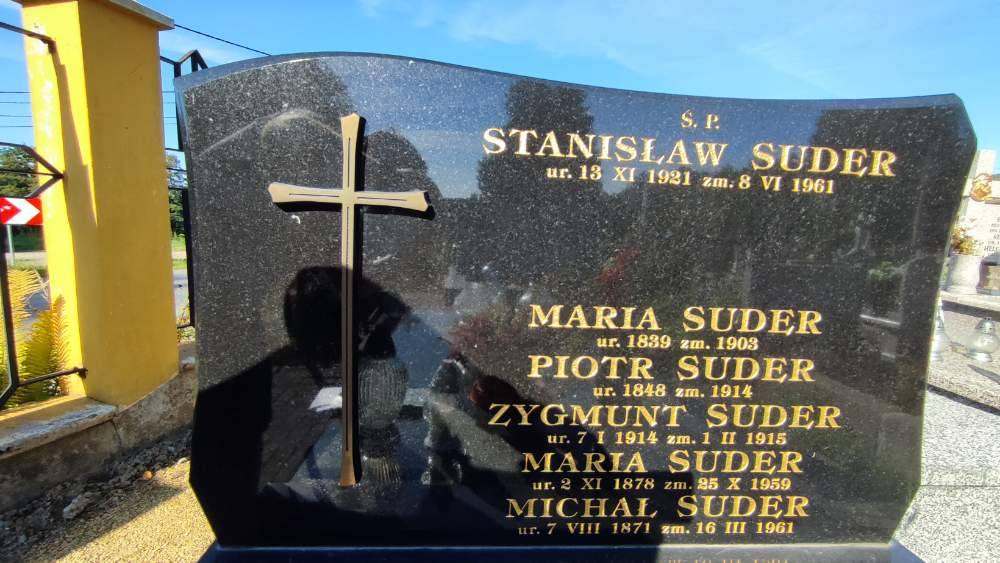 Ś. P.
STANISŁAW SUDER
ur. 13 XI 1921 zm. 8 VI 1961
MARIA SUDER
ur. 1839 zm. 1903
PIOTR SUDER
ur. 1848 zm. 1914
ZYGMUNT SUDER
ur. 7 I 1914 zm. 1 II 1915
MARIA SUDER
ur. 2 XI 1878 zm. 25 X 1959
MICHAŁ SUDER
ur. 7 VIII 1871 zm. 16 III 1961